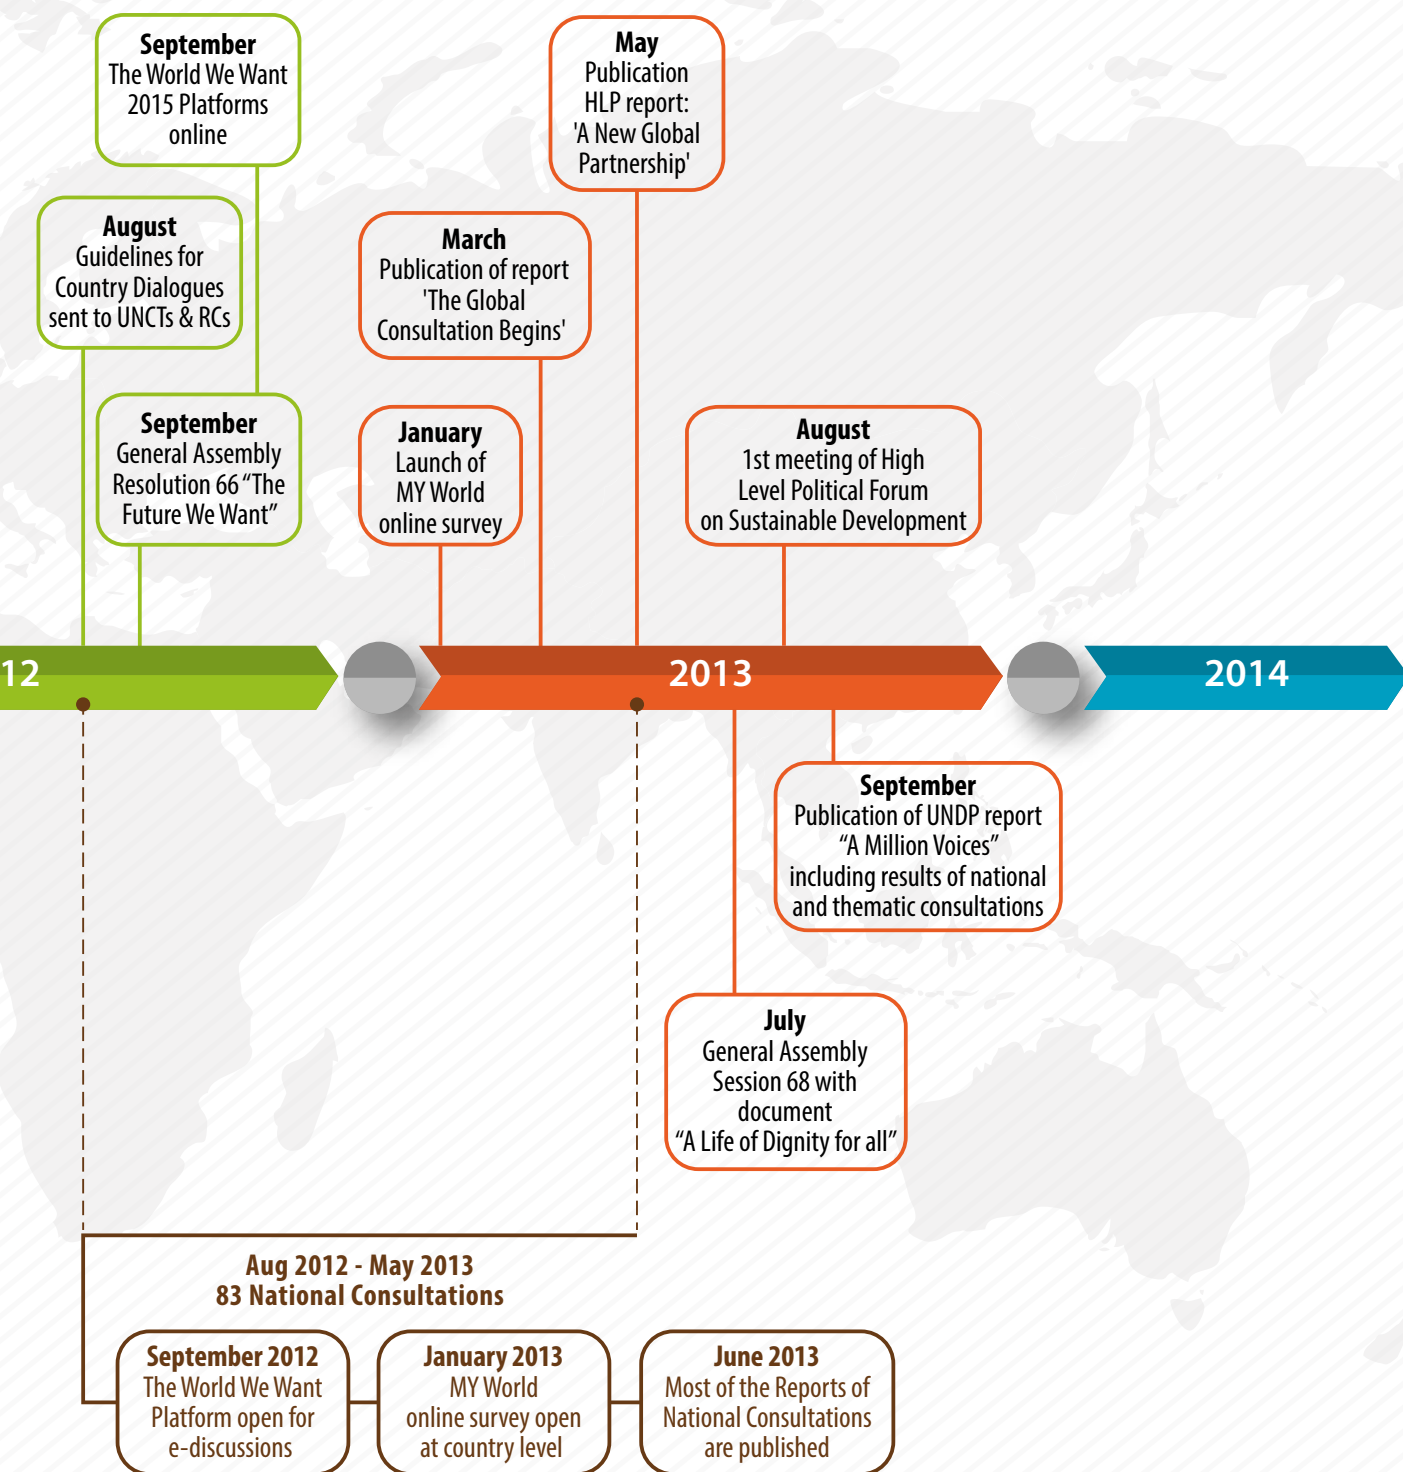 September
The World We Want
2015 Platforms
online
May
Publication
HLP report:
'A New Global
Partnership'
August
Guidelines for
Country Dialogues
sent to UNCTs & RCs
March
Publication of report
'The Global
Consultation Begins'
September
General Assembly
Resolution 66 “The
Future We Want”
January
Launch of
MY World
online survey
August
1st meeting of High
Level Political Forum
on Sustainable Development
12
2013
2014
September
Publication of UNDP report
“A Million Voices”
including results of national
and thematic consultations
July
General Assembly
Session 68 with
document
“A Life of Dignity for all”
Aug 2012 - May 2013
83 National Consultations
September 2012
The World We Want
Platform open for
e-discussions
January 2013
MY World
online survey open
at country level
June 2013
Most of the Reports of
National Consultations
are published